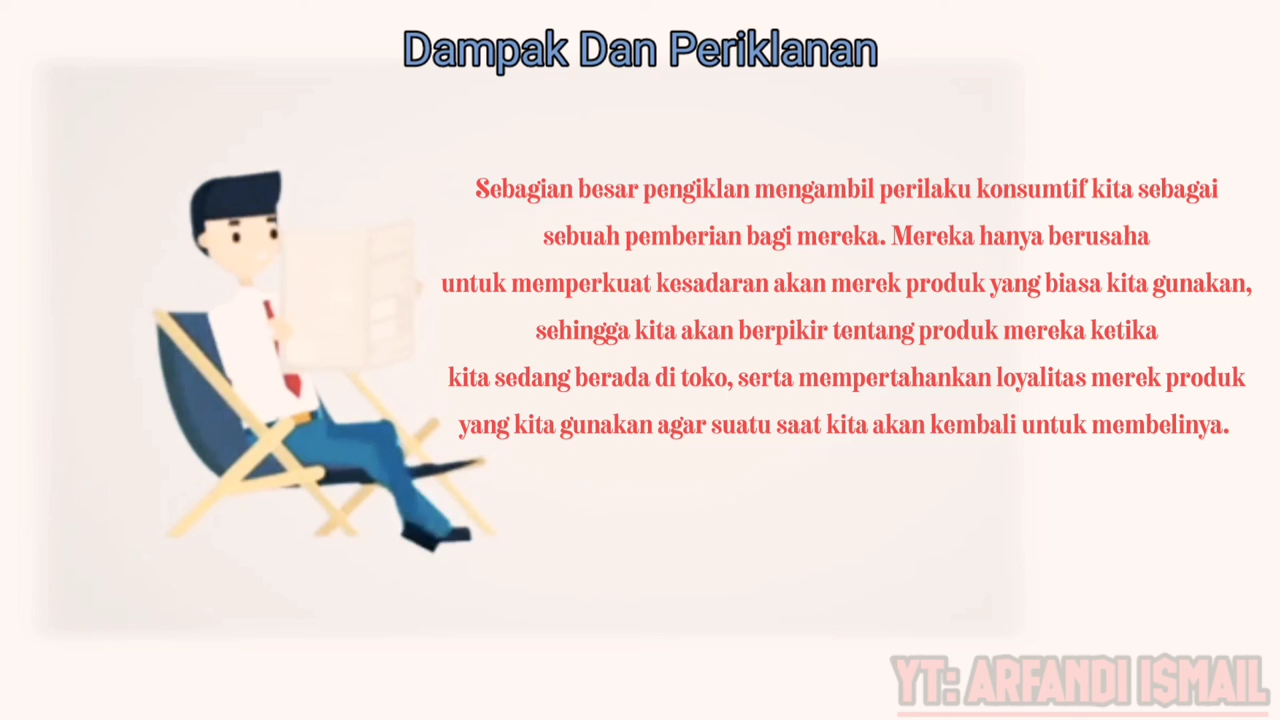 Dampak Dan Periklanan
Sebagian besar pengiklan mengambil perilaku konsumtif kita sebagai
sebuah pemberian bagi mereka. Mereka hanya berusaha
untuk memperkuat kesadaran akan merek produk yang biasa kita gunakan,
sehingga kita akan berpikir tentang produk mereka ketika
kita sedang berada di toko, serta mempertahankan loyalitas merek produk
yang kita gunakan agar suatu saat kita akan kembali untuk membelinya.
YT: ARFANDI ISMAIL